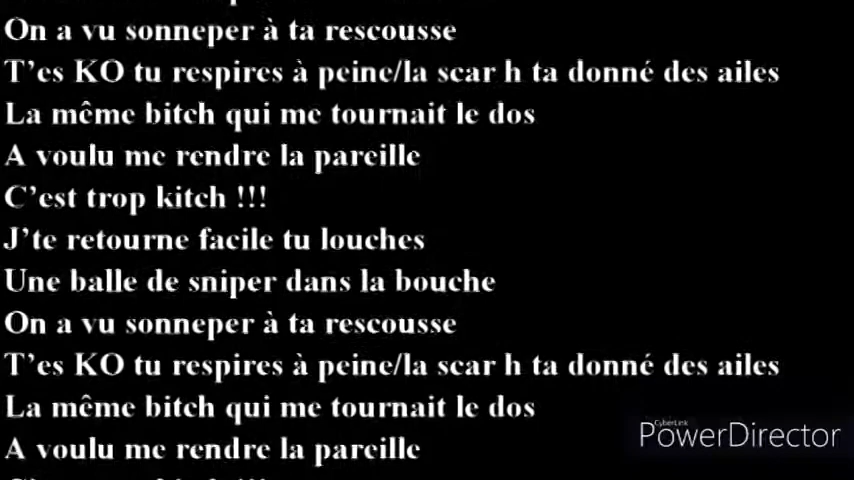 On a vu sonneper à ta rescousse
T'es KO tu respires à peine/la scar h ta donné des ailes
La même bitch qui me tournait le dos
A voulu me rendre la pareille
C'est trop kitch !!!
J'te retourne facile tu louches
Une balle de sniper dans la bouche
On a vu sonneper à ta rescousse
T'es KO tu respires à peine/la scar h ta donné des ailes
La même bitch qui me tournait le dos
A voulu me rendre la pareille
CyberLink
PowerDirector